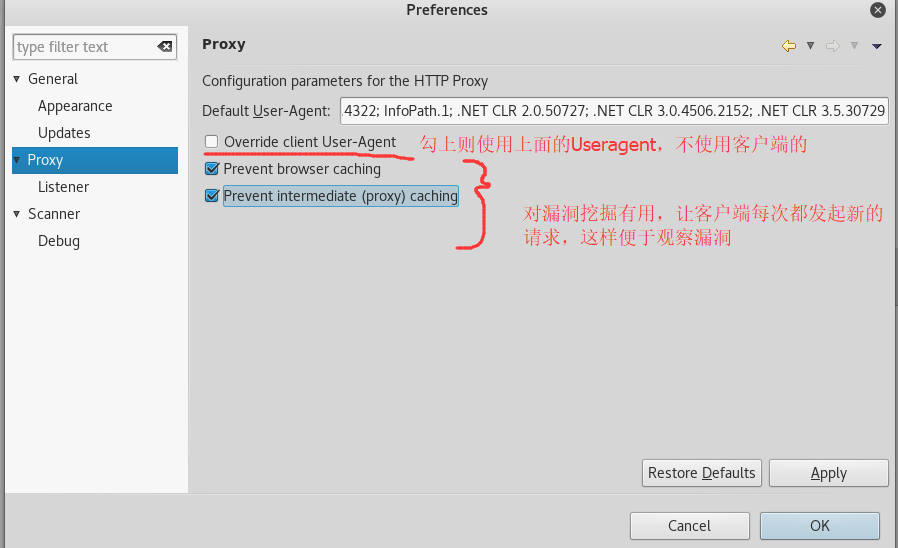 Preferences
type filter text
General
Appearance
Updates
Proxy
Listener
Scanner
Debug
Proxy
Configuration parameters for the HTTP Proxy
Default User-Agent: .4322; InfoPath.1; .NET CLR 2.0.50727; .NET CLR 3.0.4506.2152; .NET CLR 3.5.30729
Override client User-Agent 勾上则使用上面的Useragent，不使用客户端的
Prevent browser caching
Prevent intermediate (proxy) caching
对漏洞挖掘有用，让客户端每次都发起新的
请求，这样便于观察漏洞
Restore Defaults Apply
Cancel OK